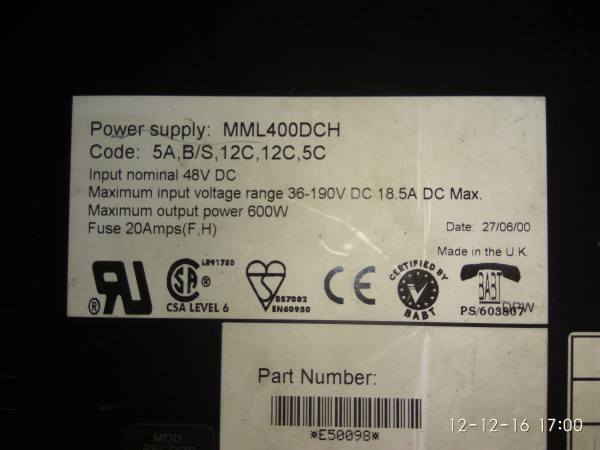 Power supply: MML400DCH
Code: 5A,B/S,12C,12C,5C
Input nominal 48V DC
Maximum input voltage range 36-190V DC 18.5A DC Max.
Maximum output power 600W
Fuse 20Amps(F,H)
Date: 27/06/00
Made in the U.K.
LR91780
CSA LEVEL 6
BS7002
EN60950
CE
CERTIFIED BY
BABT
BABT
PS/603807
DPW
Part Number:
*E50098*
MOD.
RECORD
12-12-16 17:00